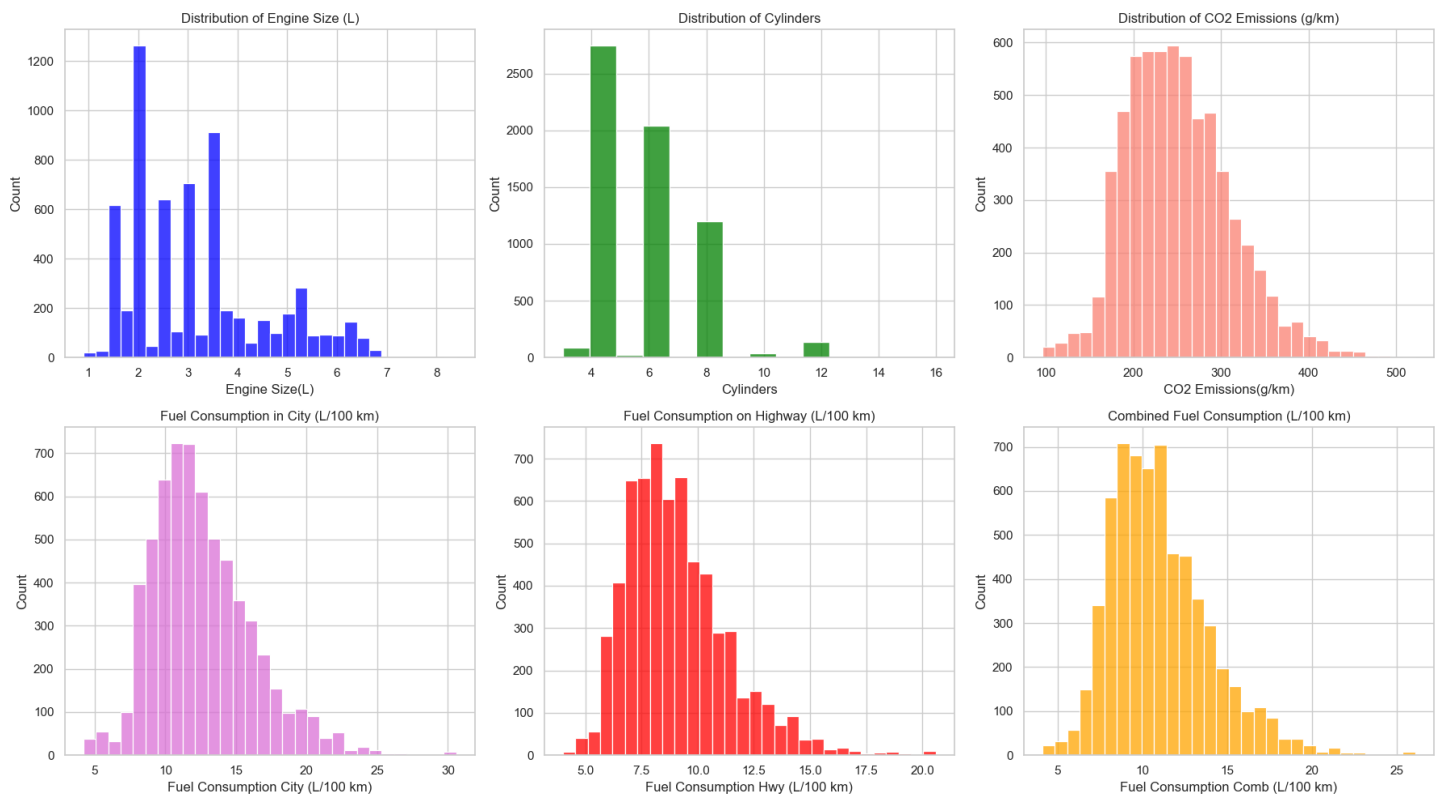 Distribution of Engine Size (L)
1200
1000
800
600
400
200
0
Count
1 2 3 4 5 6 7 8
Engine Size(L)
Distribution of Cylinders
2500
2000
1500
1000
500
0
Count
4 6 8 10 12 14 16
Cylinders
Distribution of CO2 Emissions (g/km)
600
500
400
300
200
100
0
Count
100 200 300 400 500
CO2 Emissions(g/km)
Fuel Consumption in City (L/100 km)
700
600
500
400
300
200
100
0
Count
5 10 15 20 25 30
Fuel Consumption City (L/100 km)
Fuel Consumption on Highway (L/100 km)
700
600
500
400
300
200
100
0
Count
5.0 7.5 10.0 12.5 15.0 17.5 20.0
Fuel Consumption Hwy (L/100 km)
Combined Fuel Consumption (L/100 km)
700
600
500
400
300
200
100
0
Count
5 10 15 20 25
Fuel Consumption Comb (L/100 km)